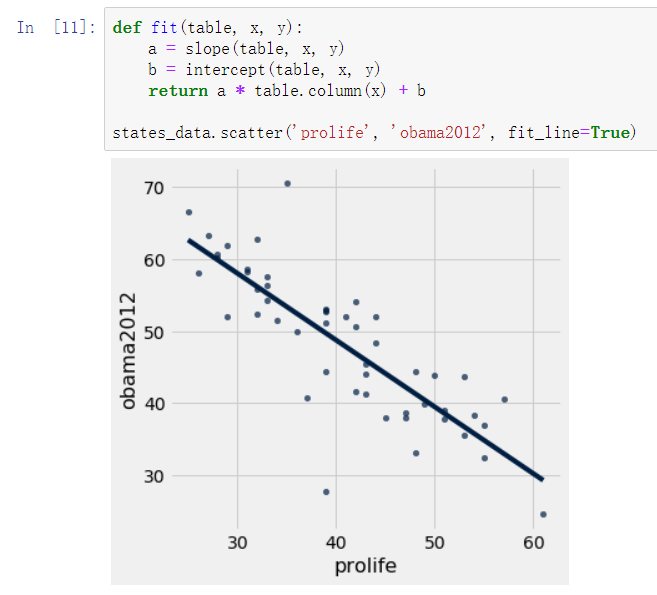 In [11]: def fit(table, x, y):
    a = slope(table, x, y)
    b = intercept(table, x, y)
    return a * table.column(x) + b
states_data.scatter('prolife', 'obama2012', fit_line=True)
70
60
50
40
30
obama2012
30 40 50 60
prolife